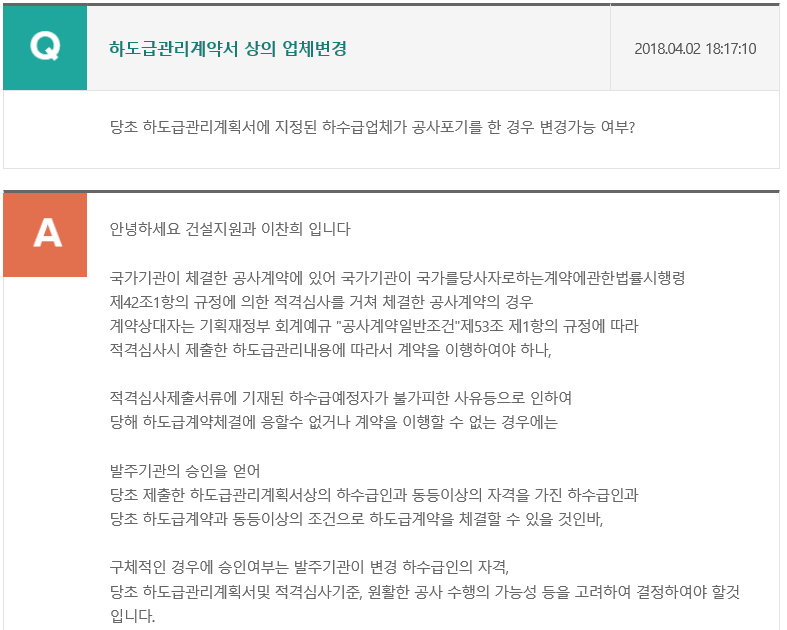 Q
하도급관리계약서 상의 업체변경
2018.04.02 18:17:10
당초 하도급관리계획서에 지정된 하수급업체가 공사포기를 한 경우 변경가능 여부?
A
안녕하세요 건설지원과 이찬희 입니다
국가기관이 체결한 공사계약에 있어 국가기관이 국가를당사자로하는계약에관한법률시행령
제42조1항의 규정에 의한 적격심사를 거쳐 체결한 공사계약의 경우
계약상대자는 기획재정부 회계예규 "공사계약일반조건"제53조 제1항의 규정에 따라
적격심사시 제출한 하도급관리내용에 따라서 계약을 이행하여야 하나,
적격심사제출서류에 기재된 하수급예정자가 불가피한 사유등으로 인하여
당해 하도급계약체결에 응할수 없거나 계약을 이행할 수 없는 경우에는
발주기관의 승인을 얻어
당초 제출한 하도급관리계획서상의 하수급인과 동등이상의 자격을 가진 하수급인과
당초 하도급계약과 동등이상의 조건으로 하도급계약을 체결할 수 있을 것인바,
구체적인 경우에 승인여부는 발주기관이 변경 하수급인의 자격,
당초 하도급관리계획서및 적격심사기준, 원활한 공사 수행의 가능성 등을 고려하여 결정하여야 할것
입니다.